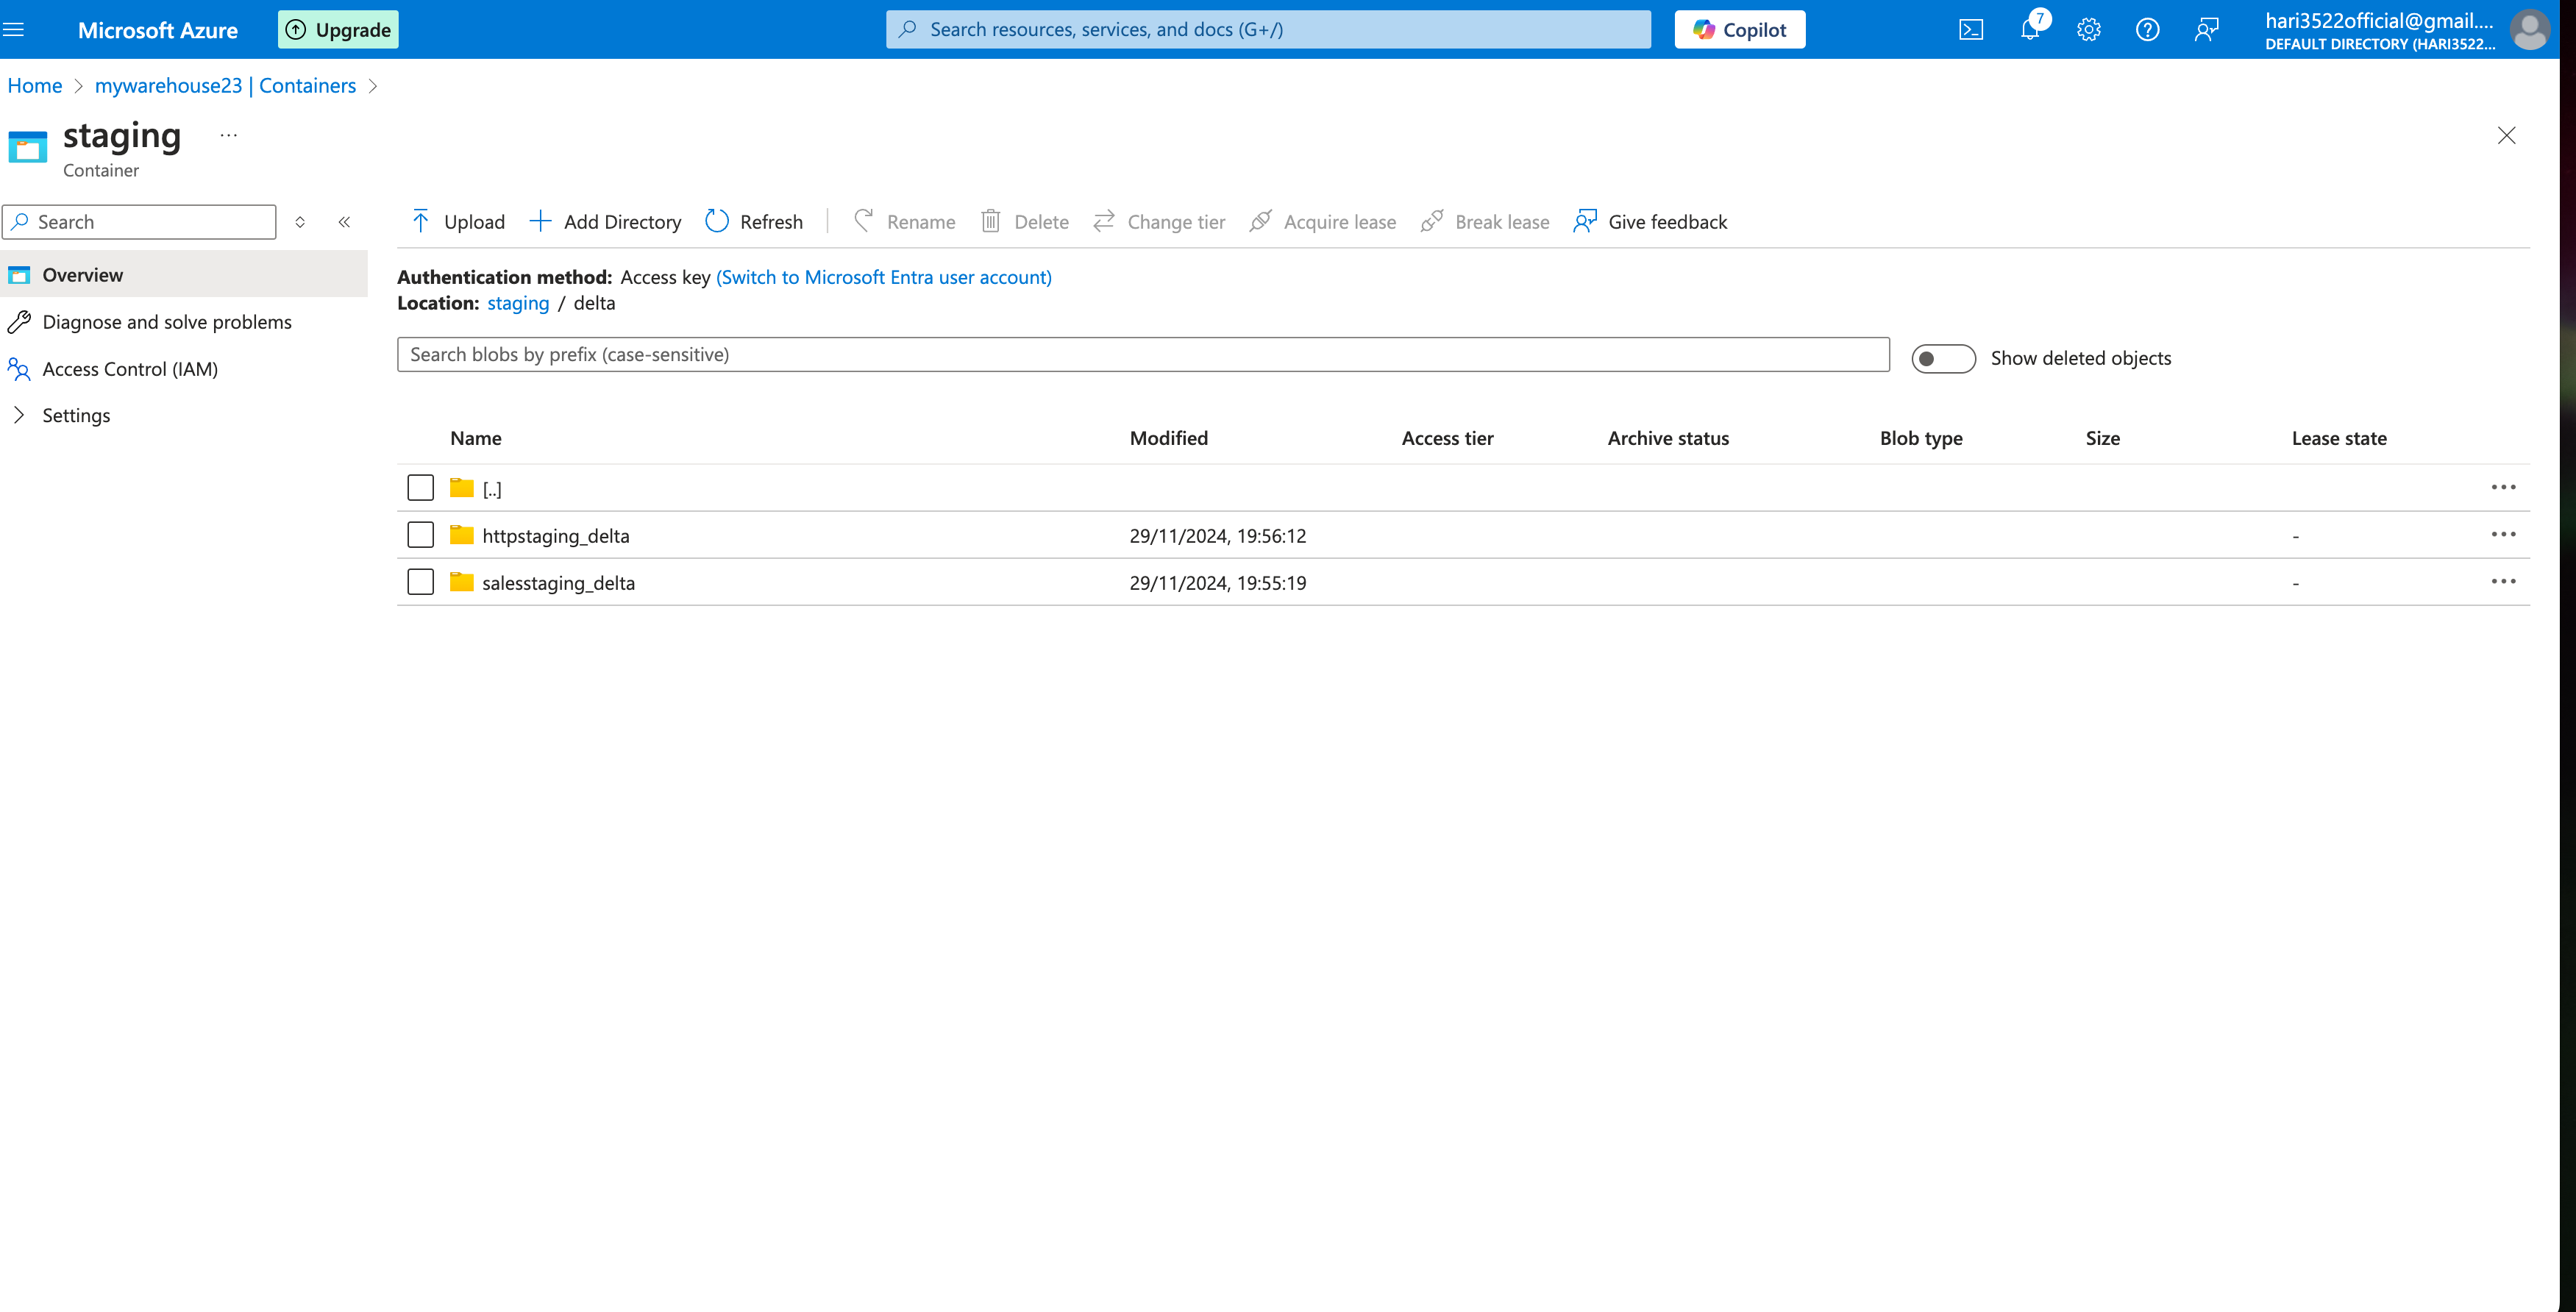 Microsoft Azure
Upgrade
Search resources, services, and docs (G+/)
Copilot
7
hari3522official@gmail....
DEFAULT DIRECTORY (HARI3522...
Home > mywarehouse23 | Containers >
staging ...
Container
Search
Upload
Add Directory
Refresh
Rename
Delete
Change tier
Acquire lease
Break lease
Give feedback
Overview
Diagnose and solve problems
Access Control (IAM)
Settings
Authentication method: Access key (Switch to Microsoft Entra user account)
Location: staging / delta
Search blobs by prefix (case-sensitive)
Show deleted objects
Name Modified Access tier Archive status Blob type Size Lease state
[..]
httpstaging_delta 29/11/2024, 19:56:12 -
salesstaging_delta 29/11/2024, 19:55:19 -